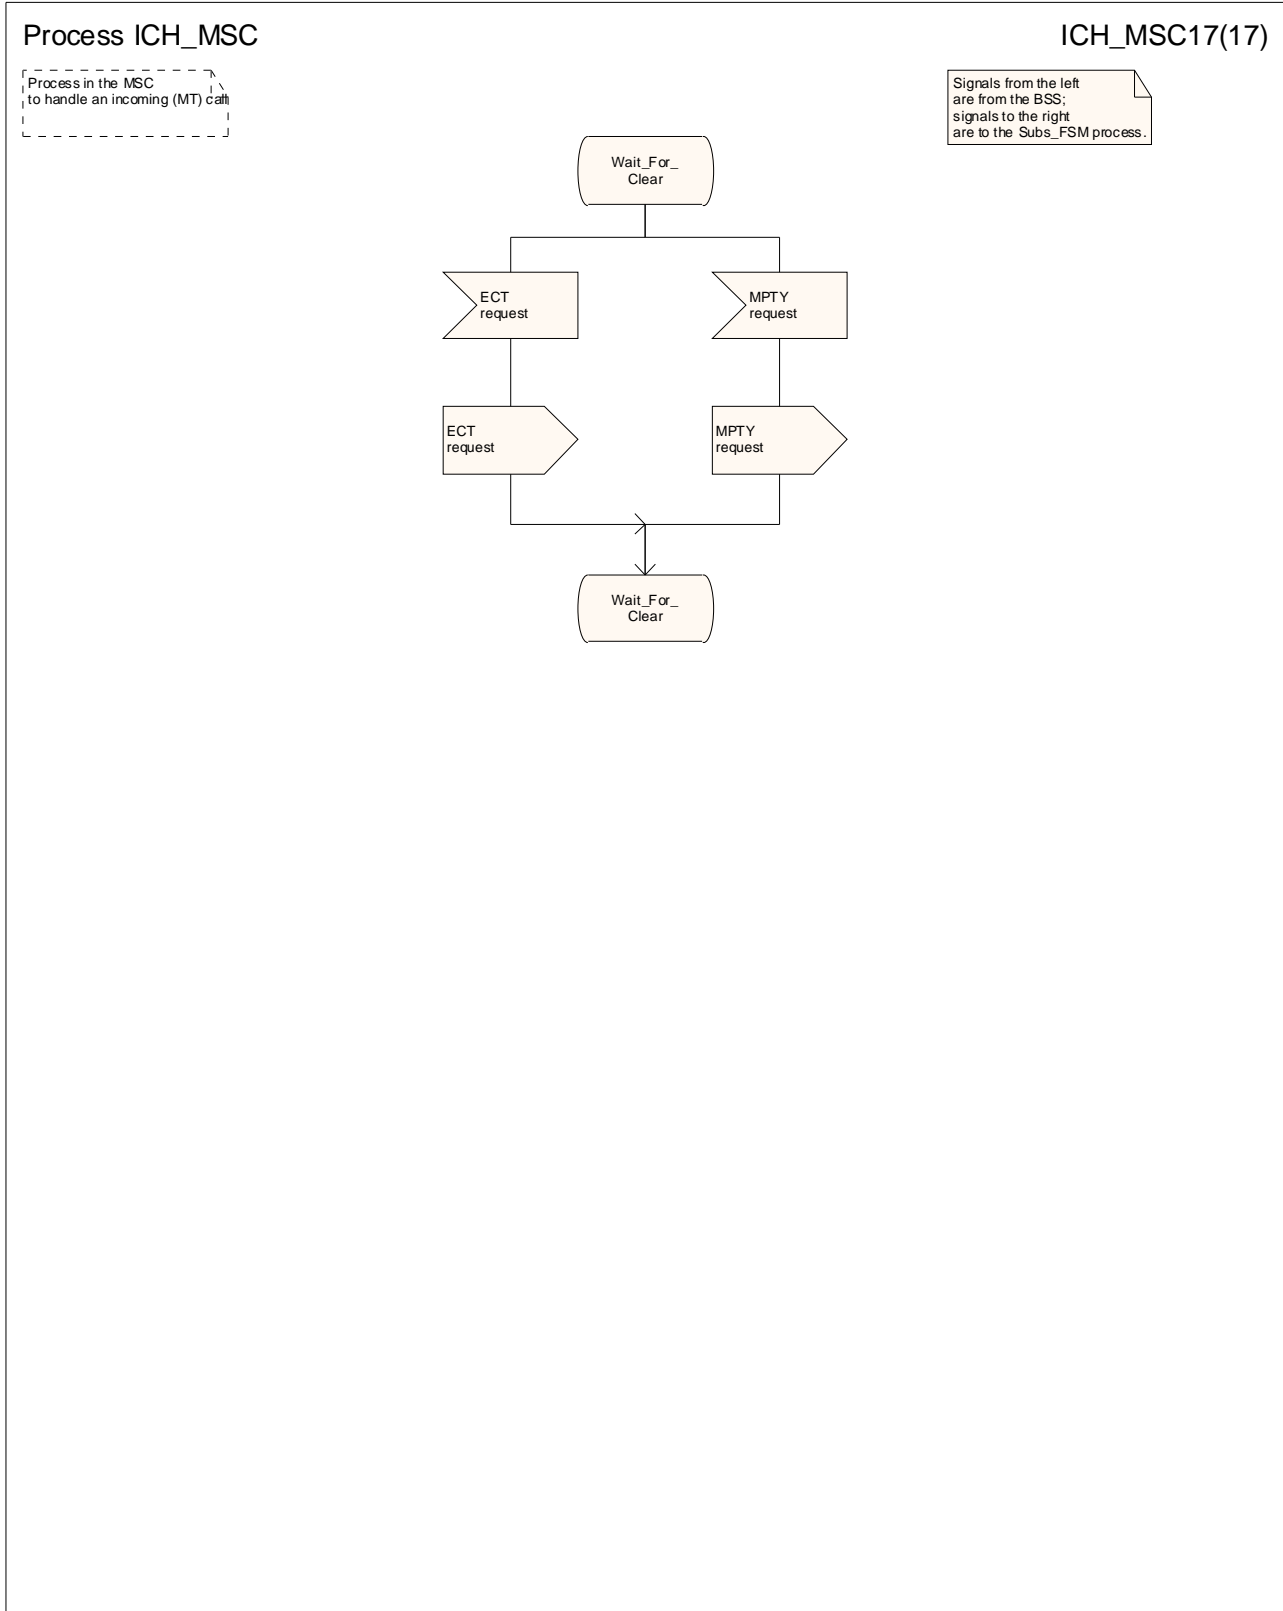 Process ICH_MSC
ICH_MSC17(17)
Process in the MSC
to handle an incoming (MT) call
Signals from the left
are from the BSS;
signals to the right
are to the Subs_FSM process.
Wait_For_
Clear
ECT
request
MPTY
request
ECT
request
MPTY
request
Wait_For_
Clear